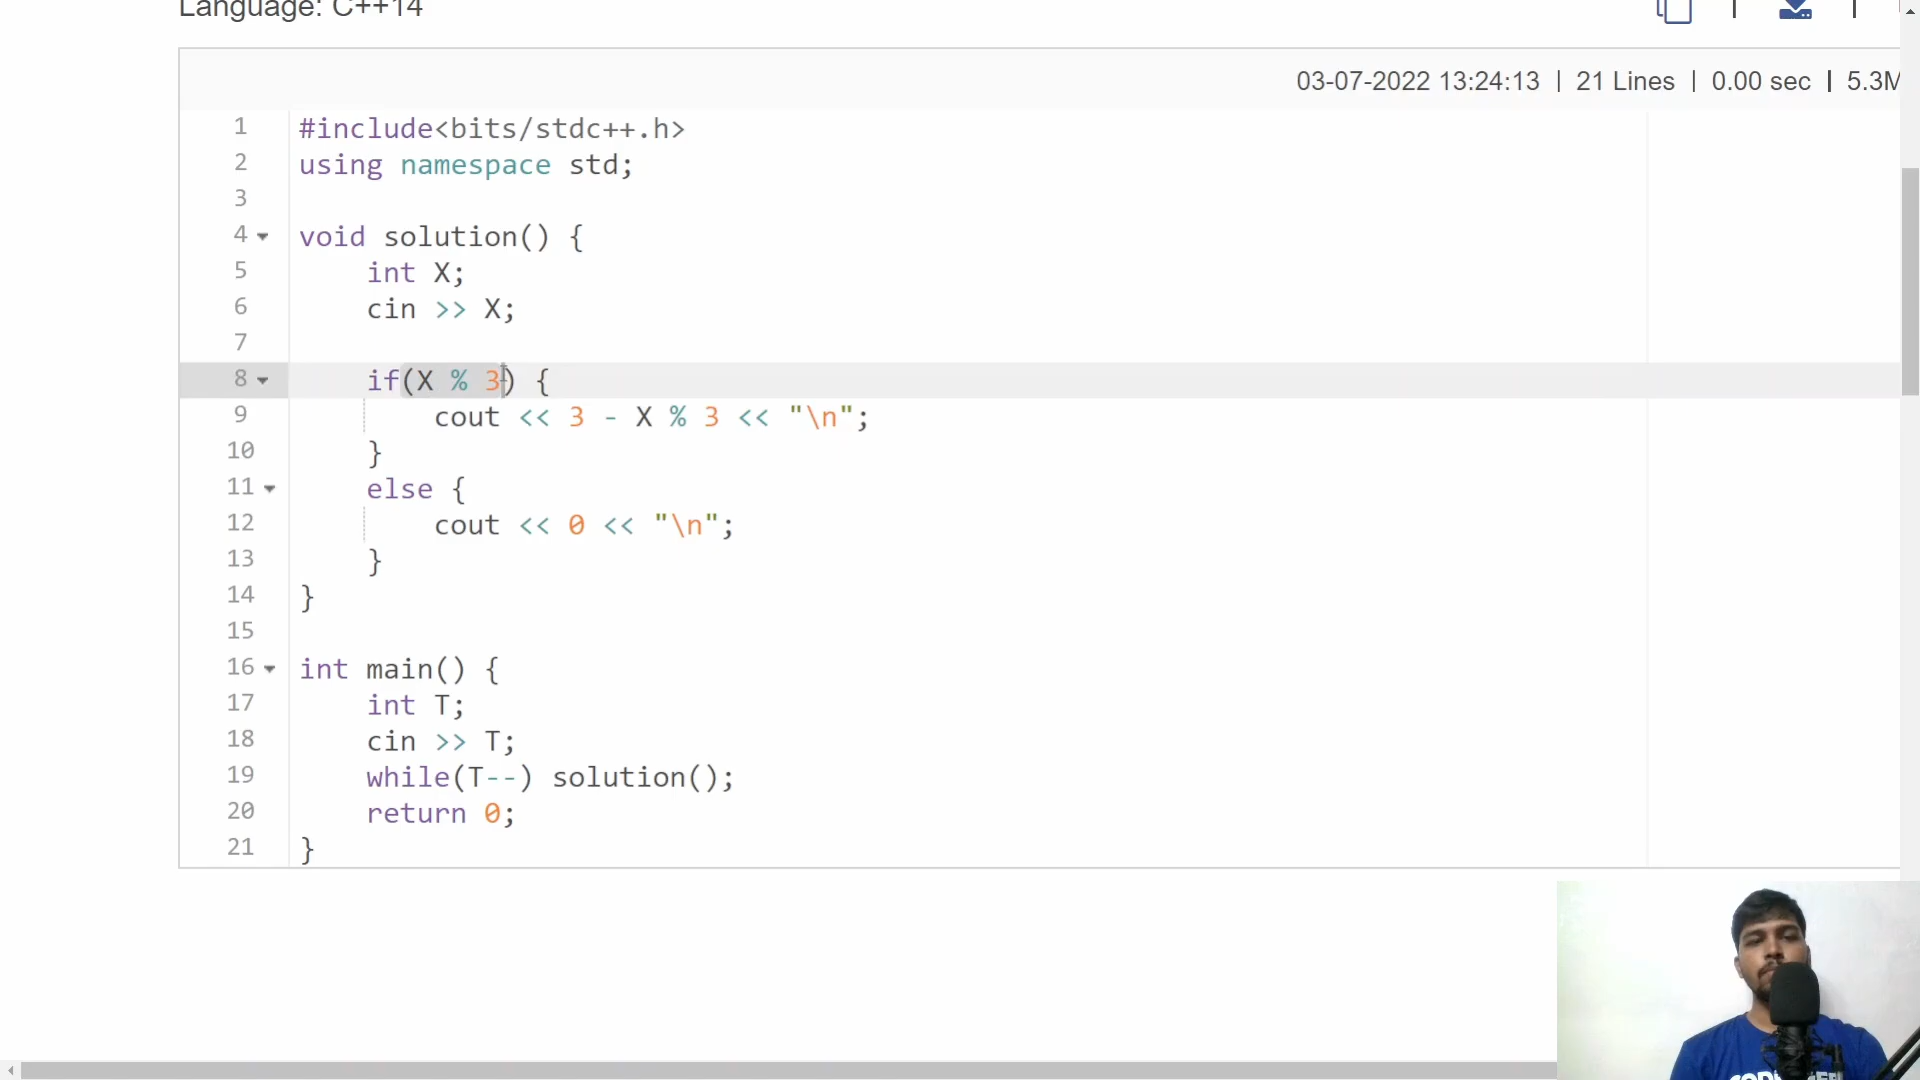 Language: C++14
03-07-2022 13:24:13 | 21 Lines | 0.00 sec | 5.3M
1 #include<bits/stdc++.h>
2 using namespace std;
3
4 void solution() {
5 int X;
6 cin >> X;
7
8 if(X % 3) {
9 cout << 3 - X % 3 << "\n";
10 }
11 else {
12 cout << 0 << "\n";
13 }
14 }
15
16 int main() {
17 int T;
18 cin >> T;
19 while(T--) solution();
20 return 0;
21 }